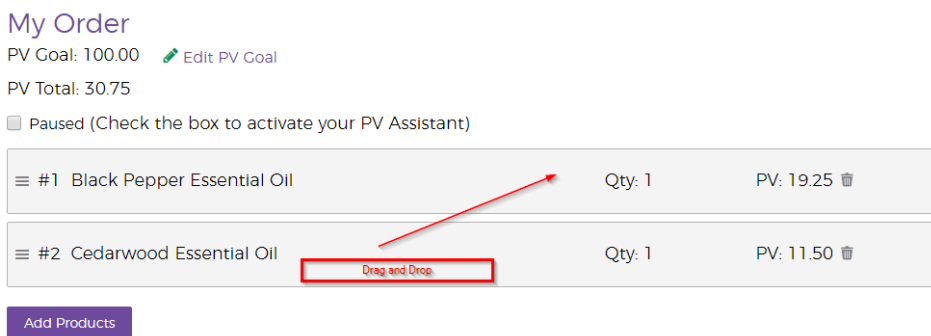 My Order
PV Goal: 100.00 Edit PV Goal
PV Total: 30.75
Paused (Check the box to activate your PV Assistant)
#1 Black Pepper Essential Oil Qty: 1 PV: 19.25
#2 Cedarwood Essential Oil Qty: 1 PV: 11.50
Drag and Drop
Add Products